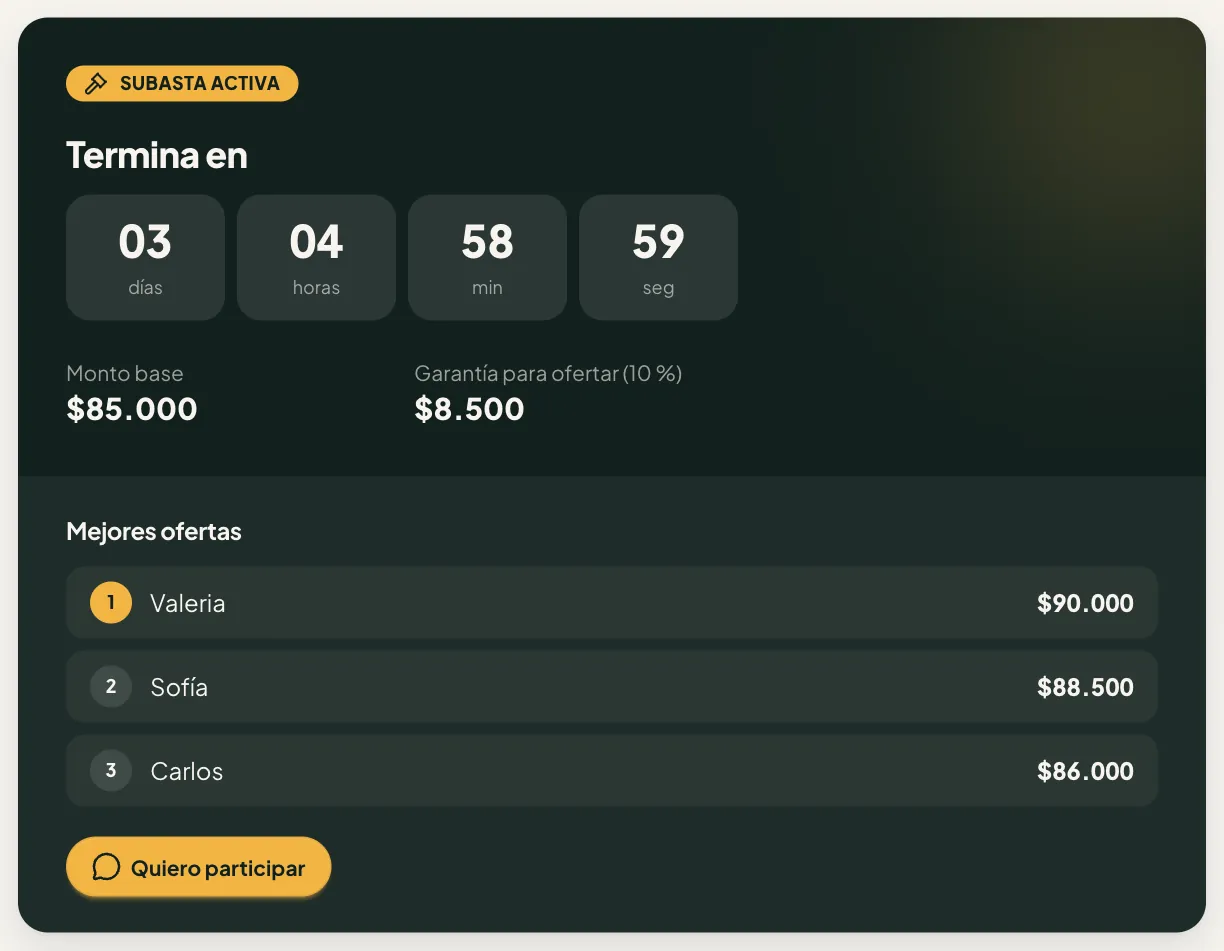 SUBASTA ACTIVA
Termina en
03 04 58 59
días horas min seg
Monto base Garantía para ofertar (10 %)
$85.000 $8.500
Mejores ofertas
1 Valeria $90.000
2 Sofía $88.500
3 Carlos $86.000
Quiero participar